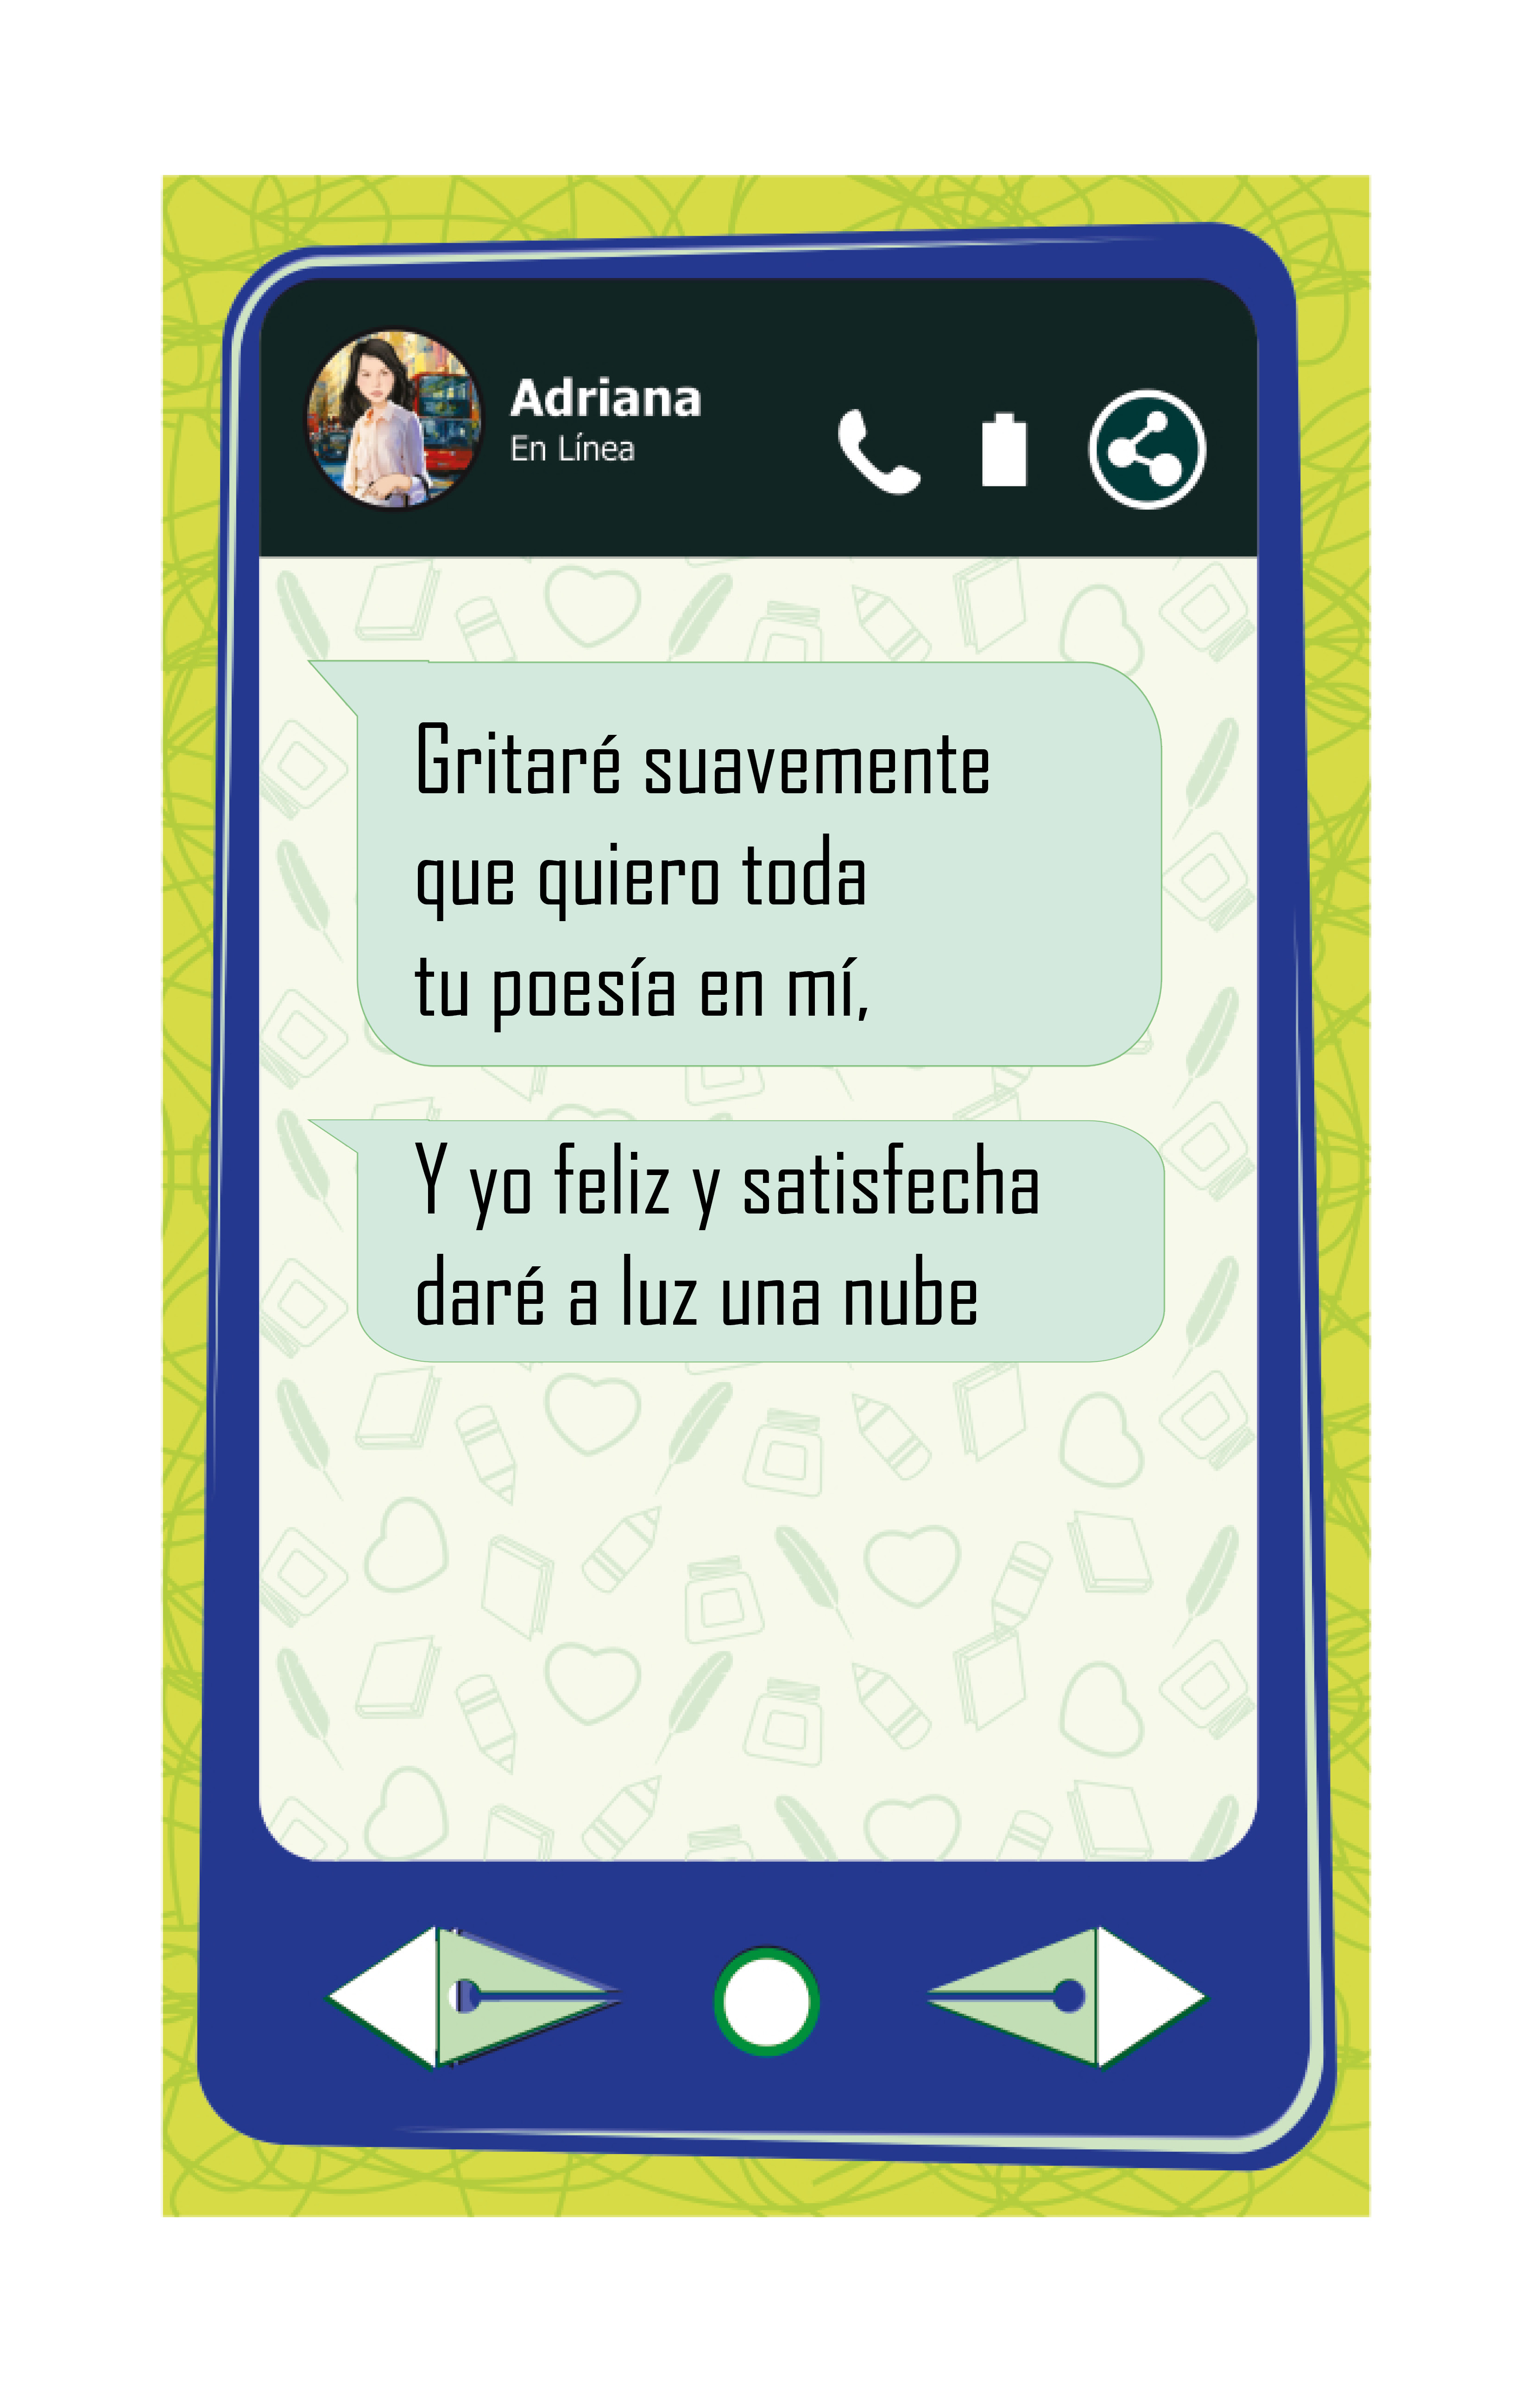 Adriana
En Línea
Gritaré suavemente
que quiero toda
tu poesía en mí,
Y yo feliz y satisfecha
daré a luz una nube